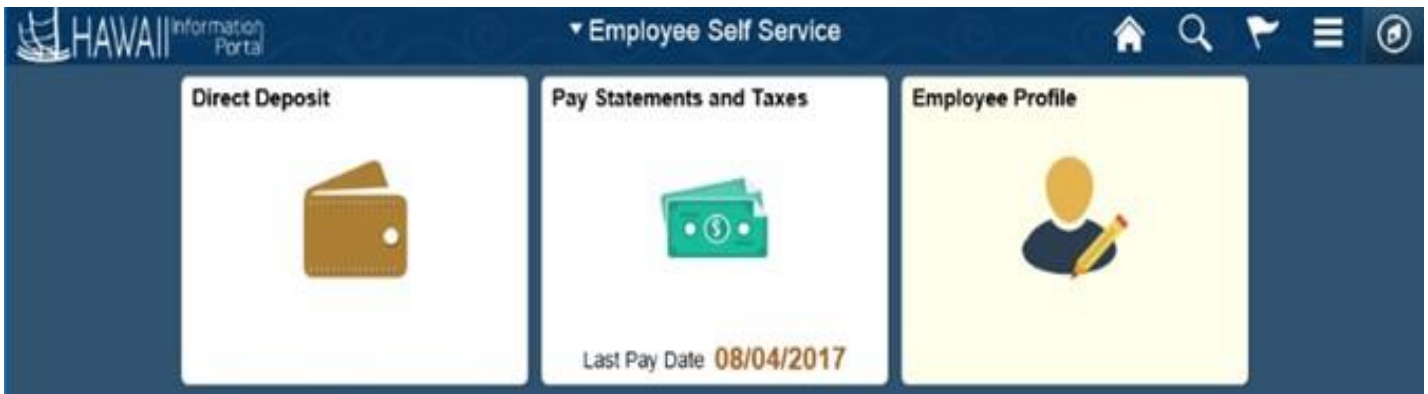 HAWAII Information
Portal
Employee Self Service
Direct Deposit
Pay Statements and Taxes
Employee Profile
Last Pay Date 08/04/2017